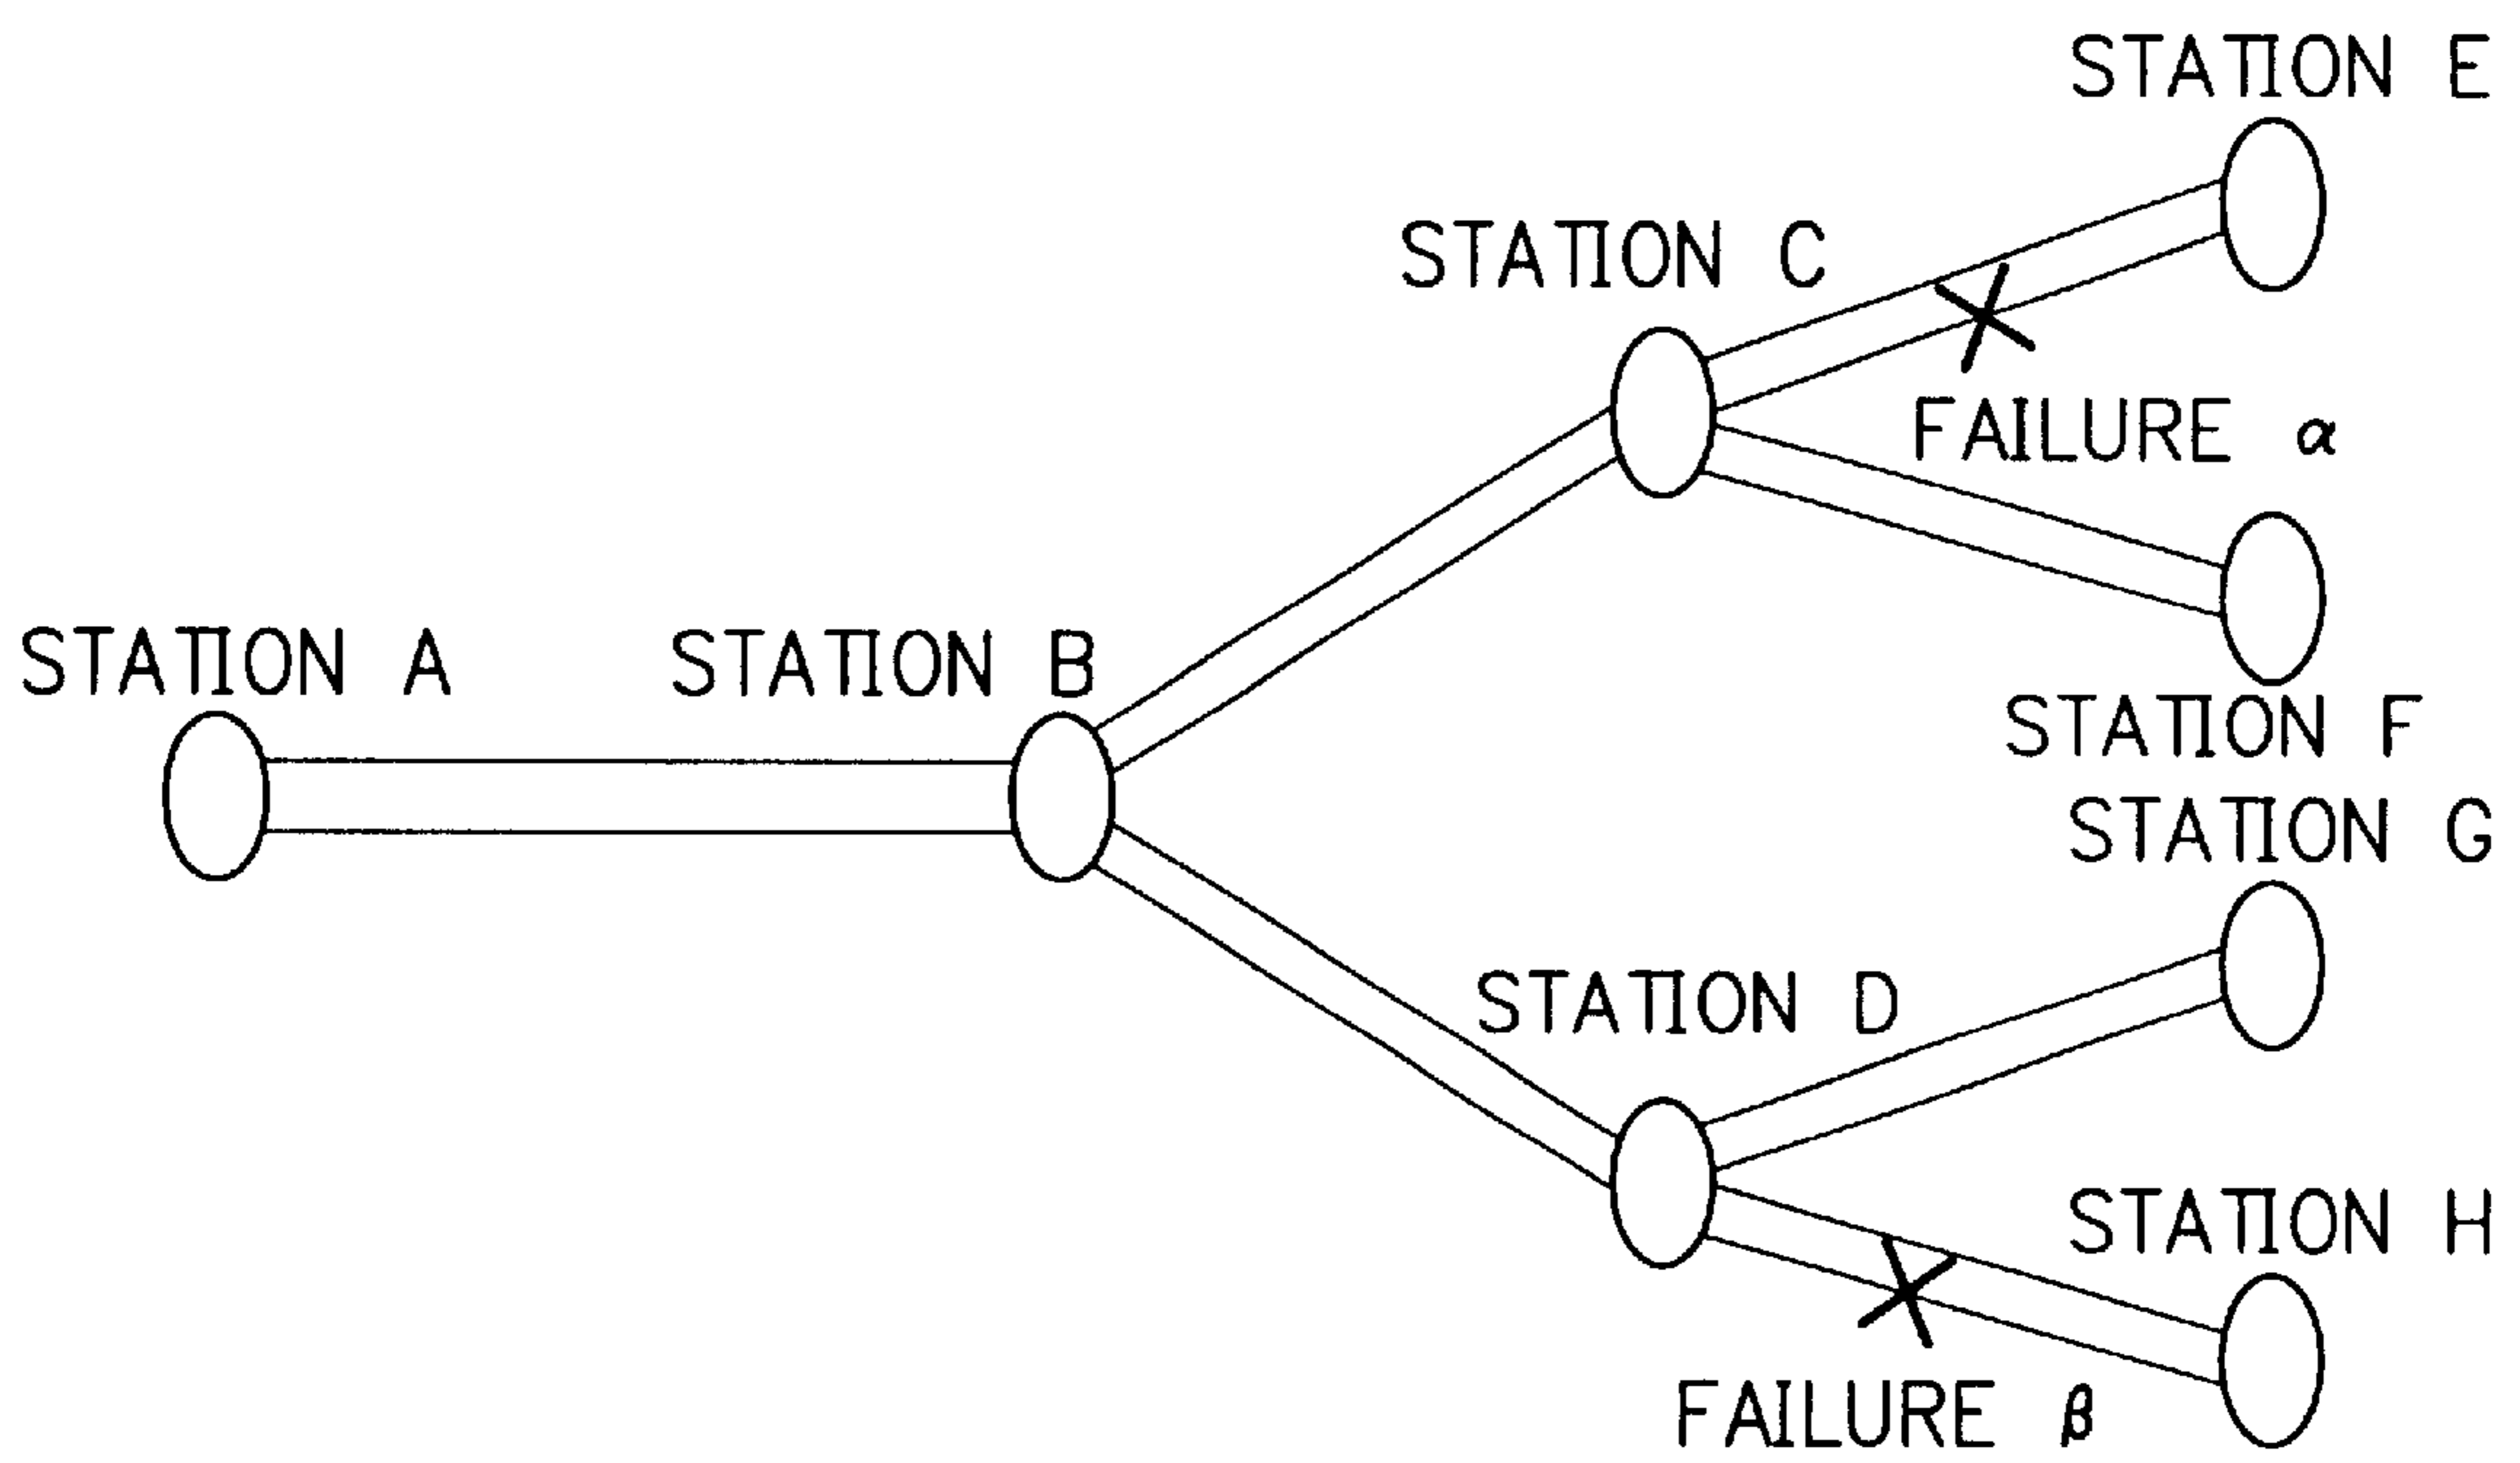 STATION E
STATION C
FAILURE α
STATION A
STATION B
STATION F
STATION G
STATION D
STATION H
FAILURE β